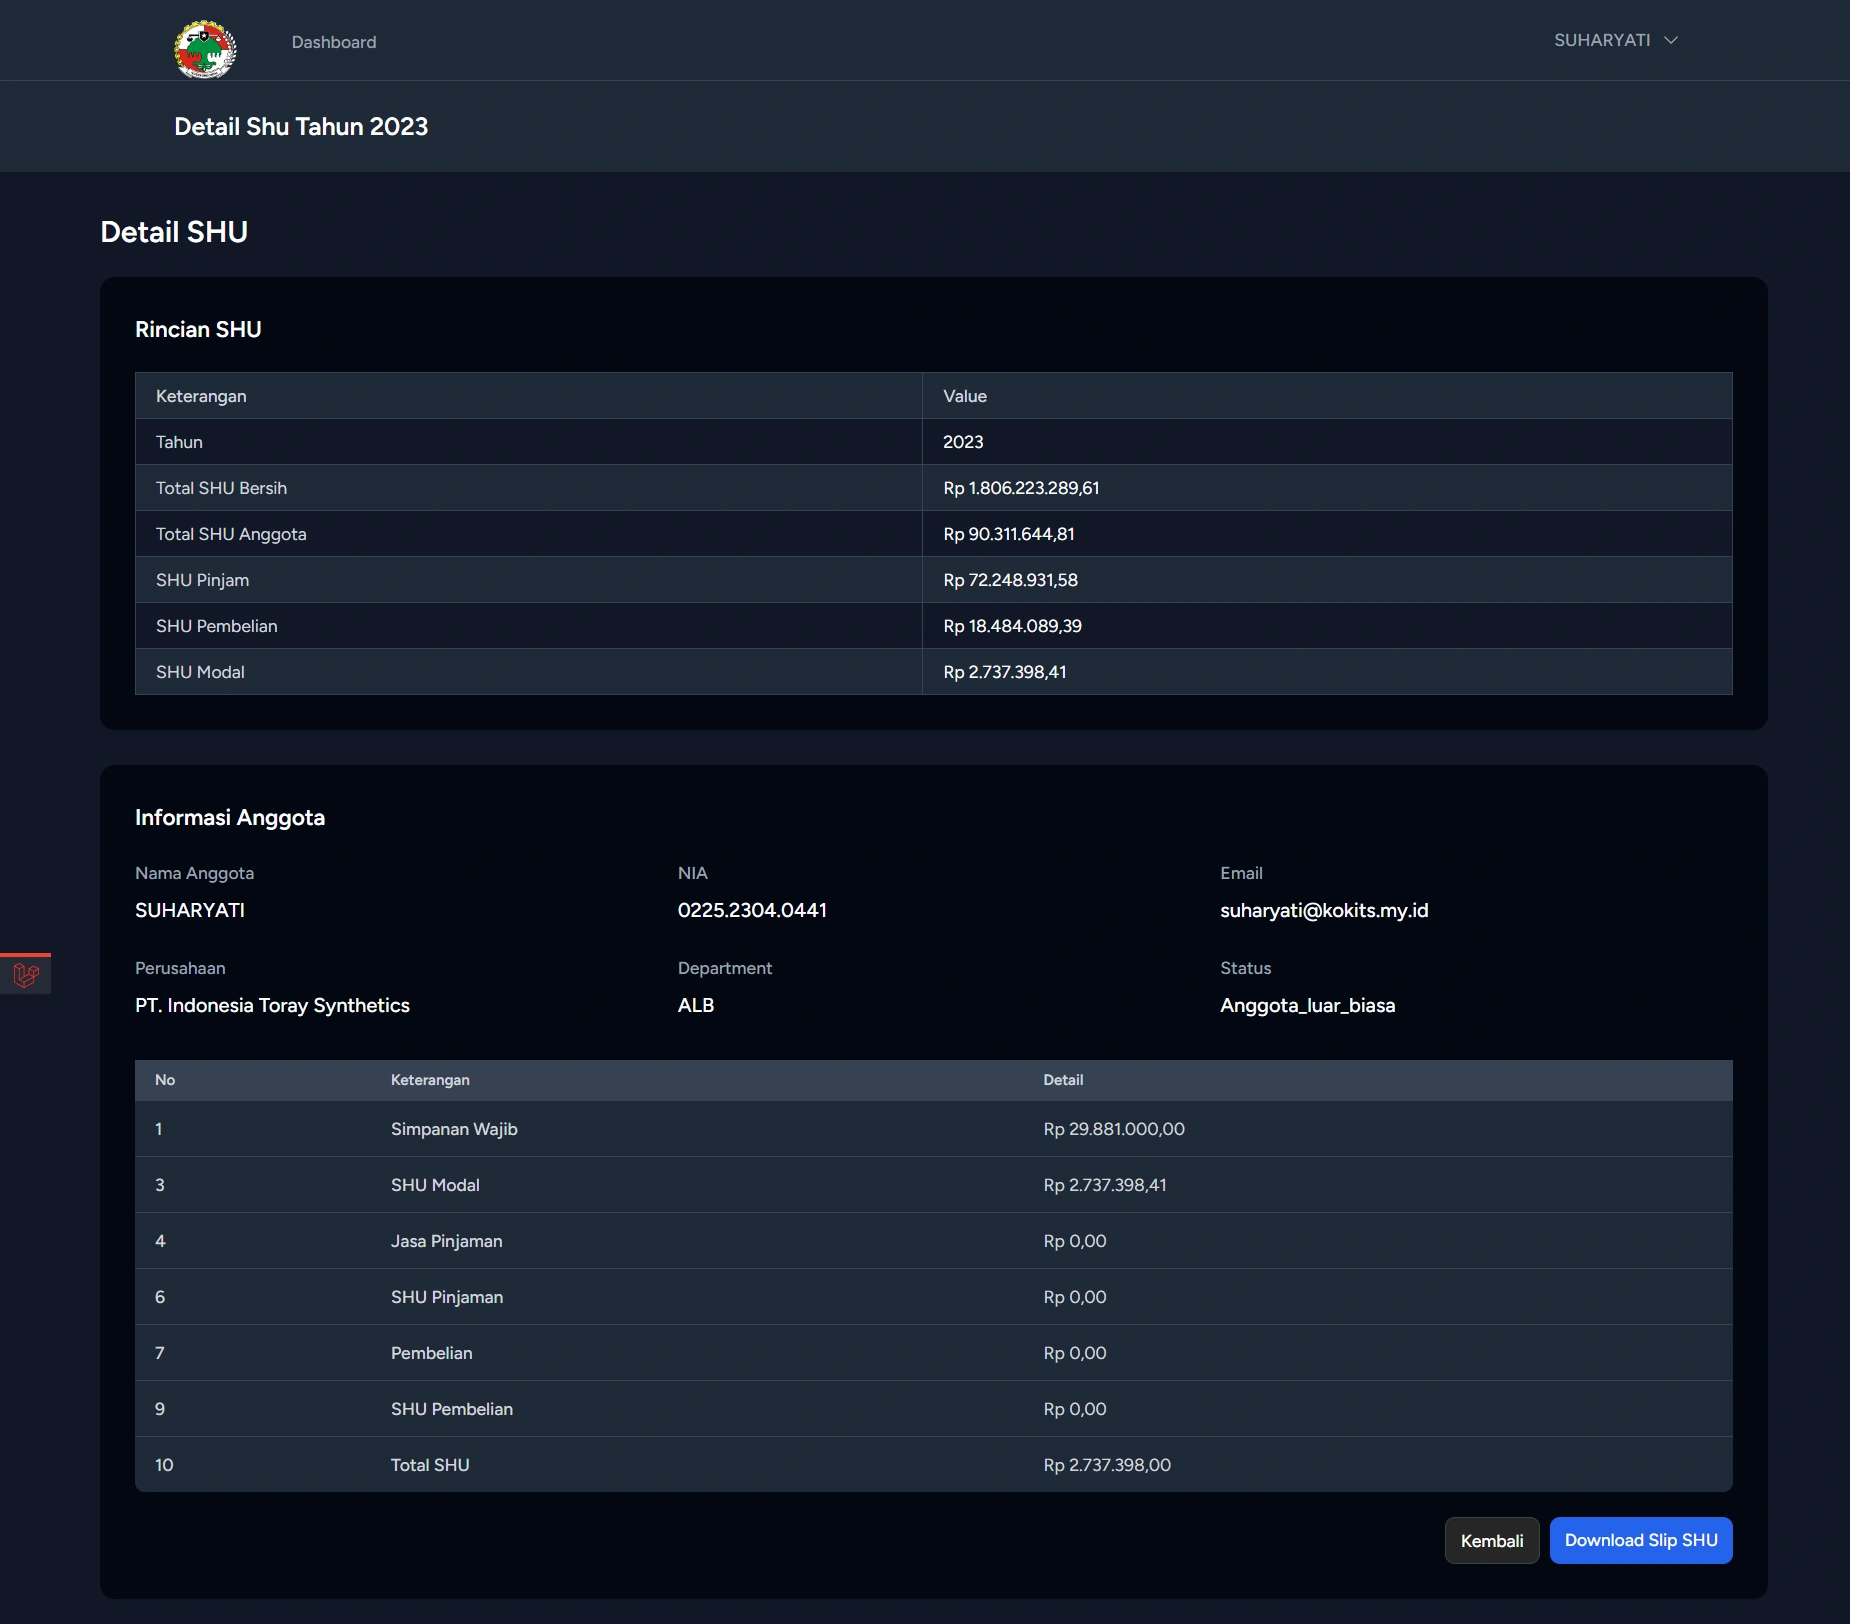 Dashboard
SUHARYATI
Detail Shu Tahun 2023
Detail SHU
Rincian SHU
Keterangan Value
Tahun 2023
Total SHU Bersih Rp 1.806.223.289,61
Total SHU Anggota Rp 90.311.644,81
SHU Pinjam Rp 72.248.931,58
SHU Pembelian Rp 18.484.089,39
SHU Modal Rp 2.737.398,41
Informasi Anggota
Nama Anggota NIA Email
SUHARYATI 0225.2304.0441 suharyati@kokits.my.id
Perusahaan Department Status
PT. Indonesia Toray Synthetics ALB Anggota_luar_biasa
No Keterangan Detail
1 Simpanan Wajib Rp 29.881.000,00
3 SHU Modal Rp 2.737.398,41
4 Jasa Pinjaman Rp 0,00
6 SHU Pinjaman Rp 0,00
7 Pembelian Rp 0,00
9 SHU Pembelian Rp 0,00
10 Total SHU Rp 2.737.398,00
Kembali Download Slip SHU